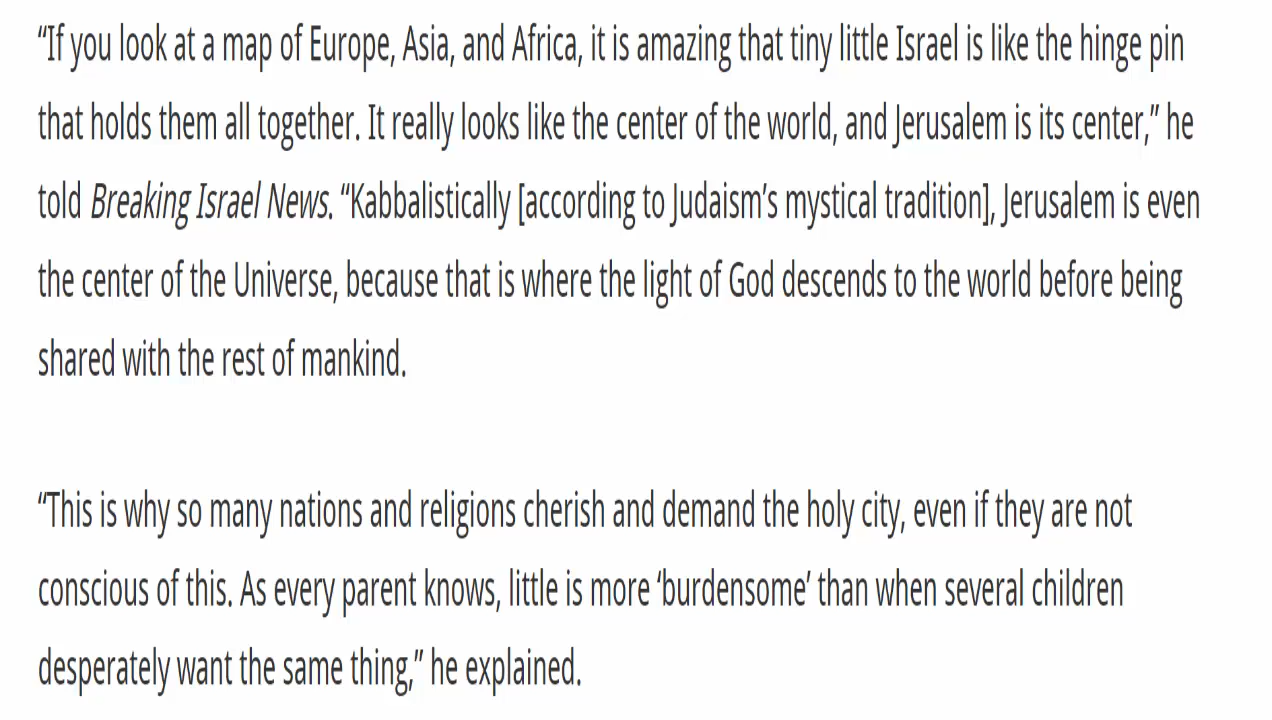 “If you look at a map of Europe, Asia, and Africa, it is amazing that tiny little Israel is like the hinge pin
that holds them all together. It really looks like the center of the world, and Jerusalem is its center,” he
told Breaking Israel News. “Kabbalistically [according to Judaism’s mystical tradition], Jerusalem is even
the center of the Universe, because that is where the light of God descends to the world before being
shared with the rest of mankind.
“This is why so many nations and religions cherish and demand the holy city, even if they are not
conscious of this. As every parent knows, little is more ‘burdensome’ than when several children
desperately want the same thing,” he explained.